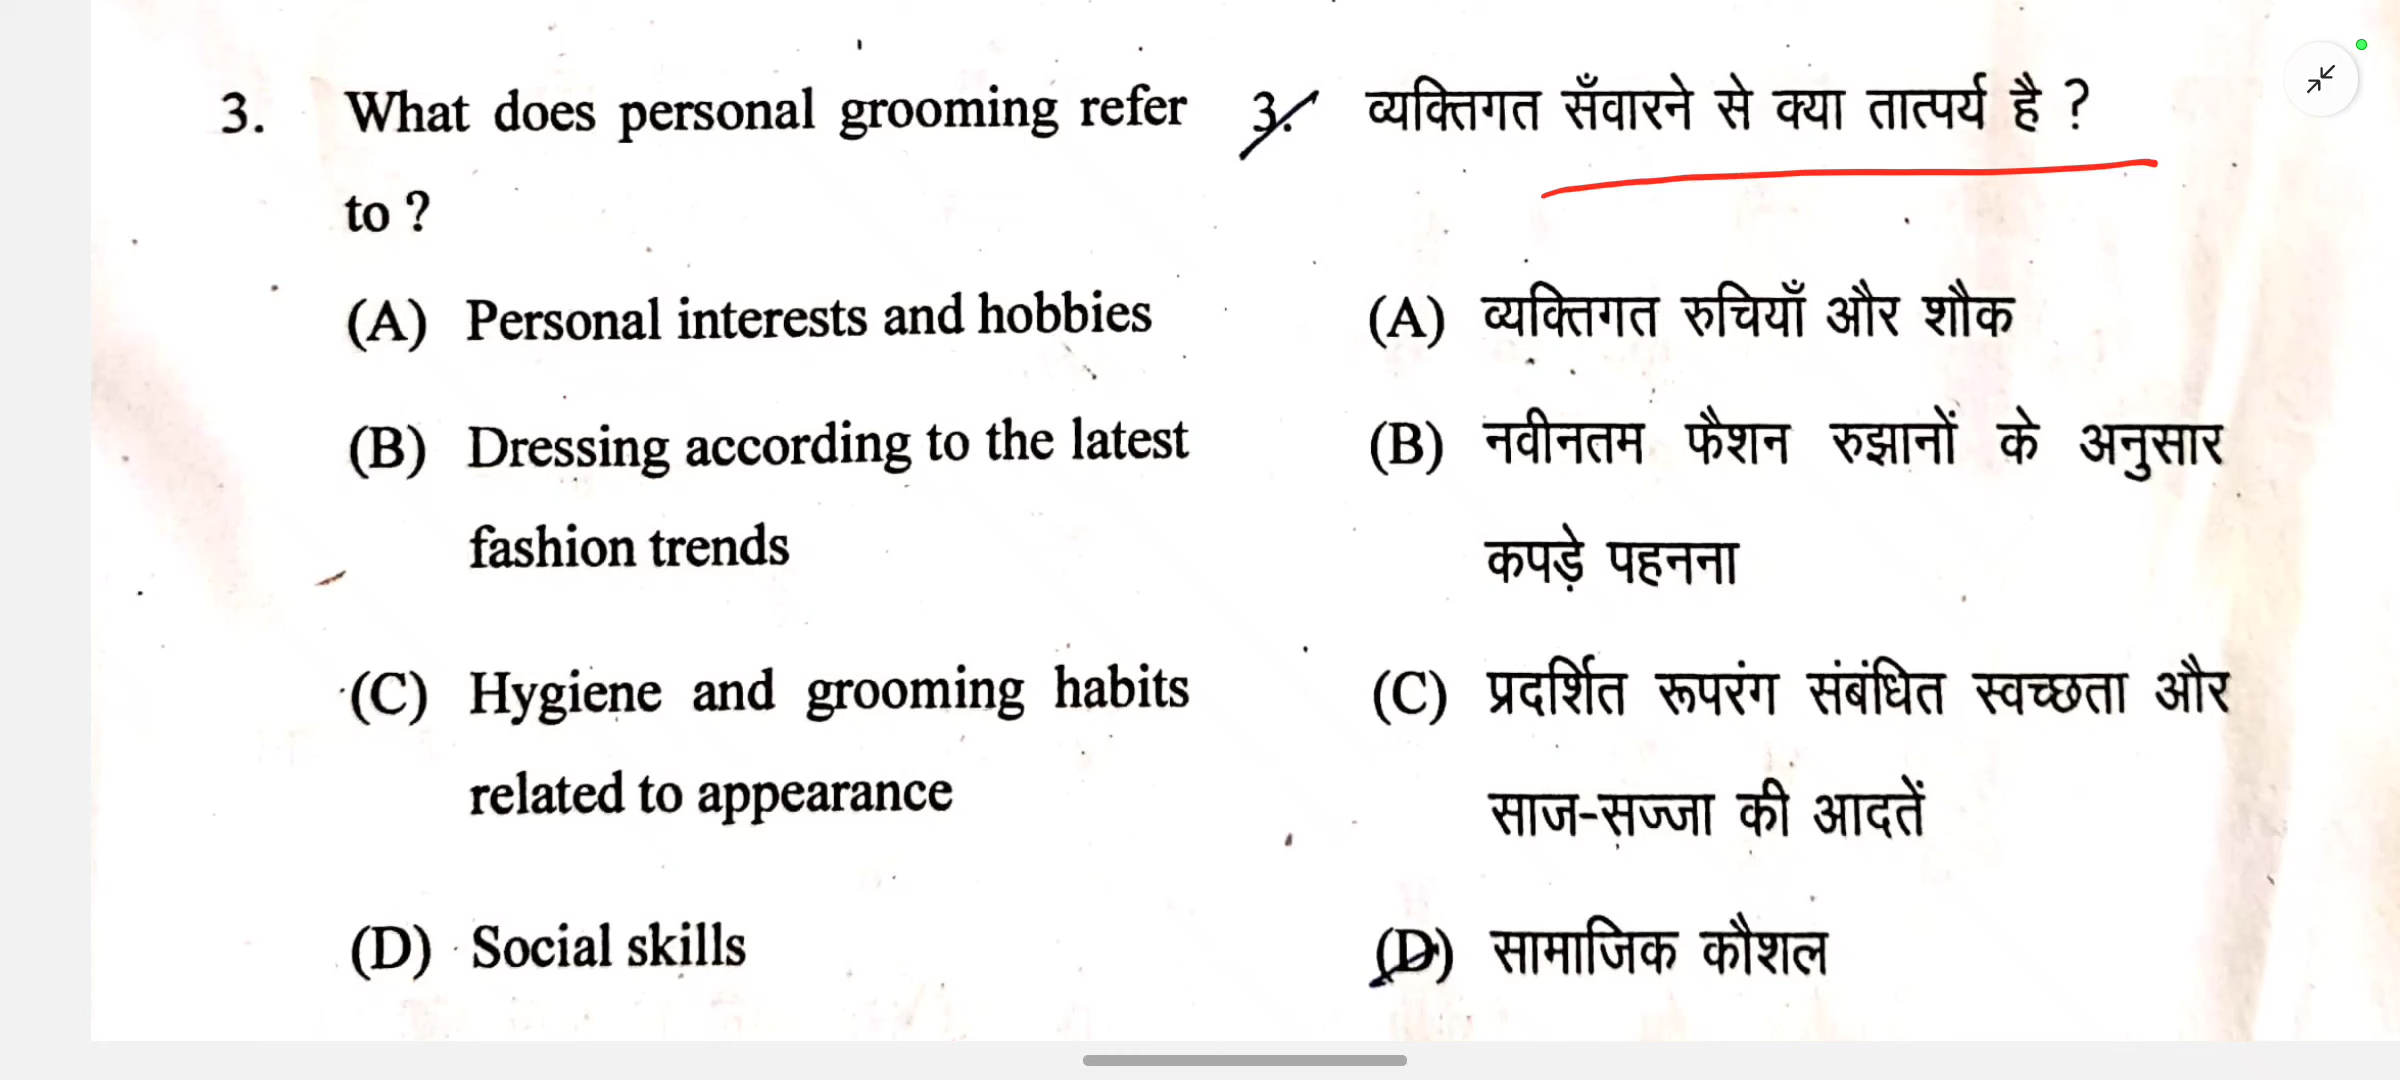 3. What does personal grooming refer
to ?
(A) Personal interests and hobbies
(B) Dressing according to the latest
fashion trends
(C) Hygiene and grooming habits
related to appearance
(D) Social skills
3. व्यक्तिगत सँवारने से क्या तात्पर्य है ?
(A) व्यक्तिगत रुचियाँ और शौक
(B) नवीनतम फैशन रुझानों के अनुसार
कपड़े पहनना
(C) प्रदर्शित रूपरंग संबंधित स्वच्छता और
साज-सज्जा की आदतें
(D) सामाजिक कौशल